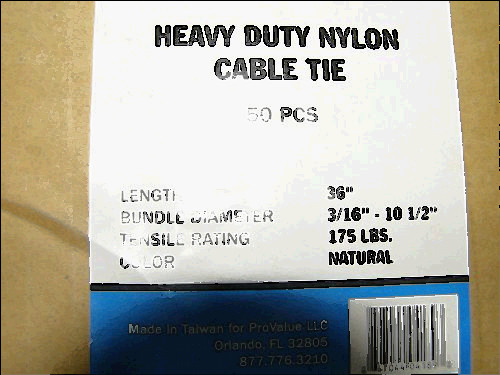 HEAVY DUTY NYLON
CABLE TIE
50 PCS
LENGTH 36"
BUNDLE DIAMETER 3/16" - 10 1/2"
TENSILE RATING 175 LBS.
COLOR NATURAL
Made in Taiwan for ProValue LLC
Orlando, FL 32805
877.776.3210